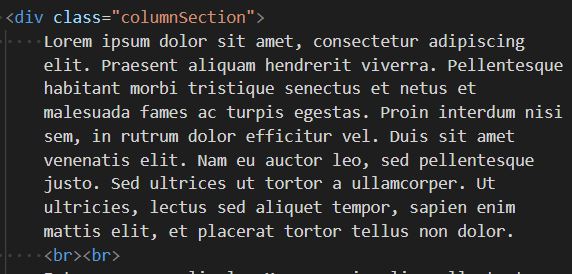 <div class="columnSection">
Lorem ipsum dolor sit amet, consectetur adipiscing
elit. Praesent aliquam hendrerit viverra. Pellentesque
habitant morbi tristique senectus et netus et
malesuada fames ac turpis egestas. Proin interdum nisi
sem, in rutrum dolor efficitur vel. Duis sit amet
venenatis elit. Nam eu auctor leo, sed pellentesque
justo. Sed ultrices ut tortor a ullamcorper. Ut
ultricies, lectus sed aliquet tempor, sapien enim
mattis elit, et placerat tortor tellus non dolor.
<br><br>